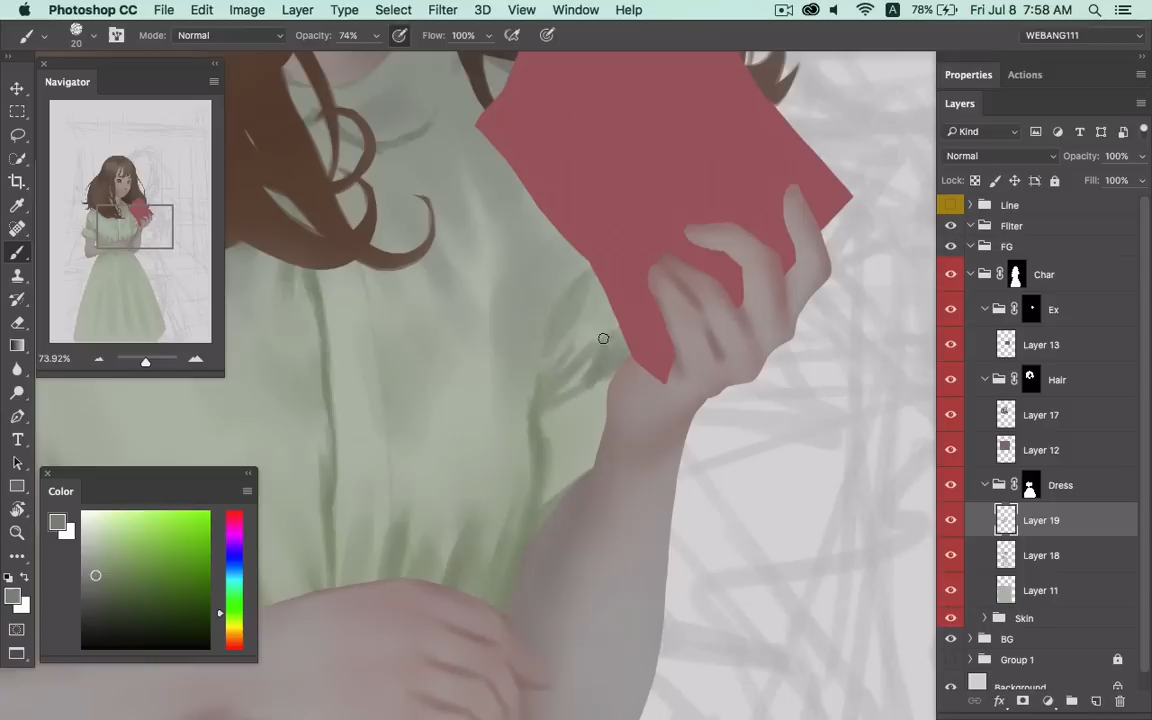 Photoshop CC File Edit Image Layer Type Select Filter 3D View Window Help 78% Fri Jul 8 7:58 AM
20 Mode: Normal Opacity: 74% Flow: 100% WEBANG111
Navigator
73.92%
Color
Properties Actions
Layers
Kind
Normal Opacity: 100%
Lock: Fill: 100%
Line
Filter
FG
Char
Ex
Layer 13
Hair
Layer 17
Layer 12
Dress
Layer 19
Layer 18
Layer 11
Skin
BG
Group 1
Background